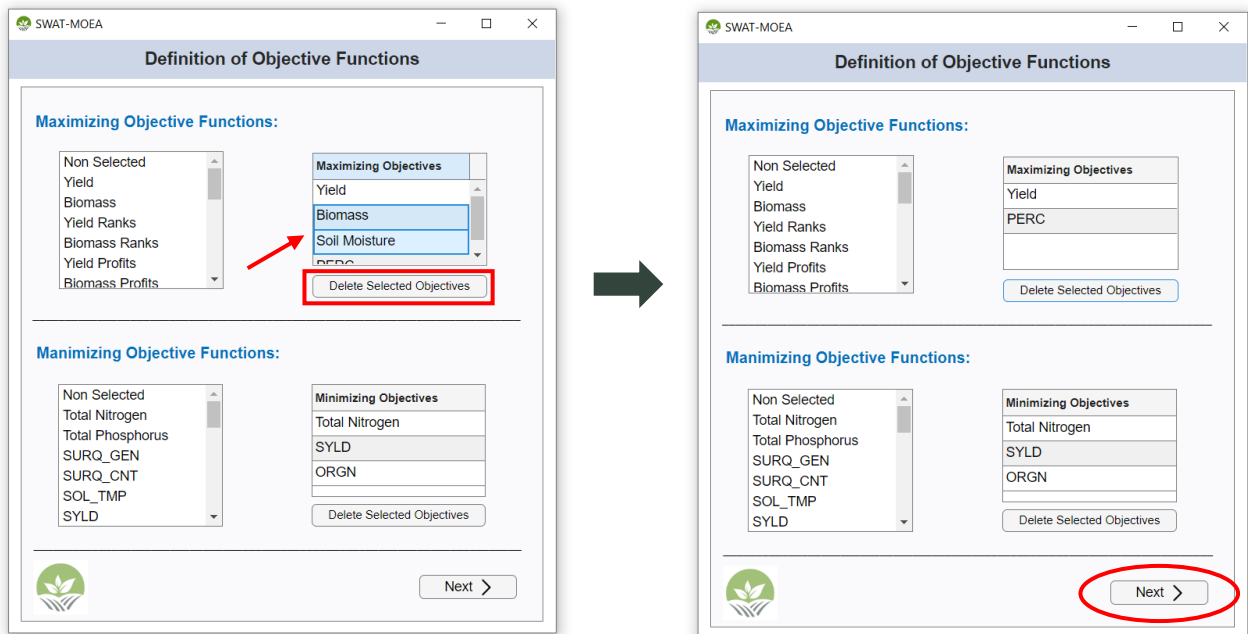 SWAT-MOEA
Definition of Objective Functions
Maximizing Objective Functions:
Non Selected
Yield
Biomass
Yield Ranks
Biomass Ranks
Yield Profits
Biomass Profits
Maximizing Objectives
Yield
Biomass
Soil Moisture
PERC
Delete Selected Objectives
Manimizing Objective Functions:
Non Selected
Total Nitrogen
Total Phosphorus
SURQ_GEN
SURQ_CNT
SOL_TMP
SYLD
Minimizing Objectives
Total Nitrogen
SYLD
ORGN
Delete Selected Objectives
Next
SWAT-MOEA
Definition of Objective Functions
Maximizing Objective Functions:
Non Selected
Yield
Biomass
Yield Ranks
Biomass Ranks
Yield Profits
Biomass Profits
Maximizing Objectives
Yield
PERC
Delete Selected Objectives
Manimizing Objective Functions:
Non Selected
Total Nitrogen
Total Phosphorus
SURQ_GEN
SURQ_CNT
SOL_TMP
SYLD
Minimizing Objectives
Total Nitrogen
SYLD
ORGN
Delete Selected Objectives
Next